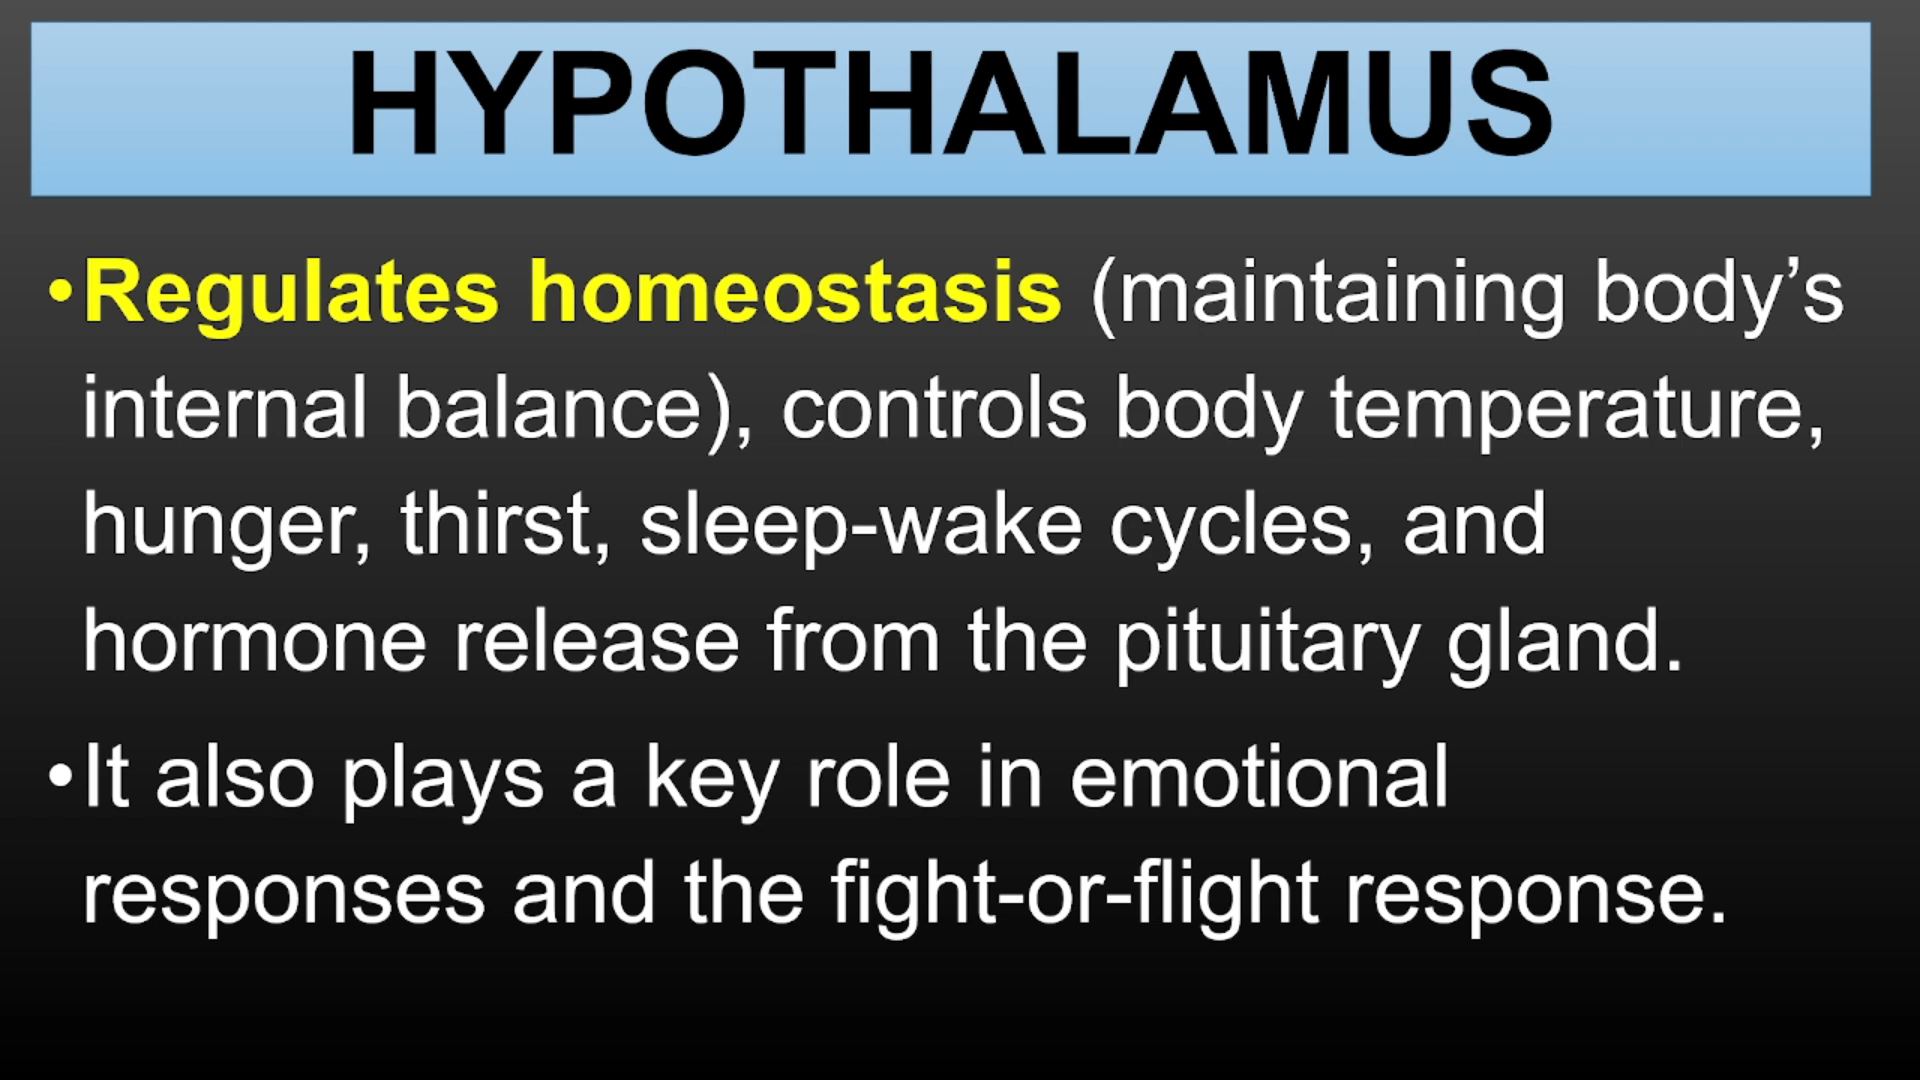 HYPOTHALAMUS
•Regulates homeostasis (maintaining body’s
internal balance), controls body temperature,
hunger, thirst, sleep-wake cycles, and
hormone release from the pituitary gland.
•It also plays a key role in emotional
responses and the fight-or-flight response.